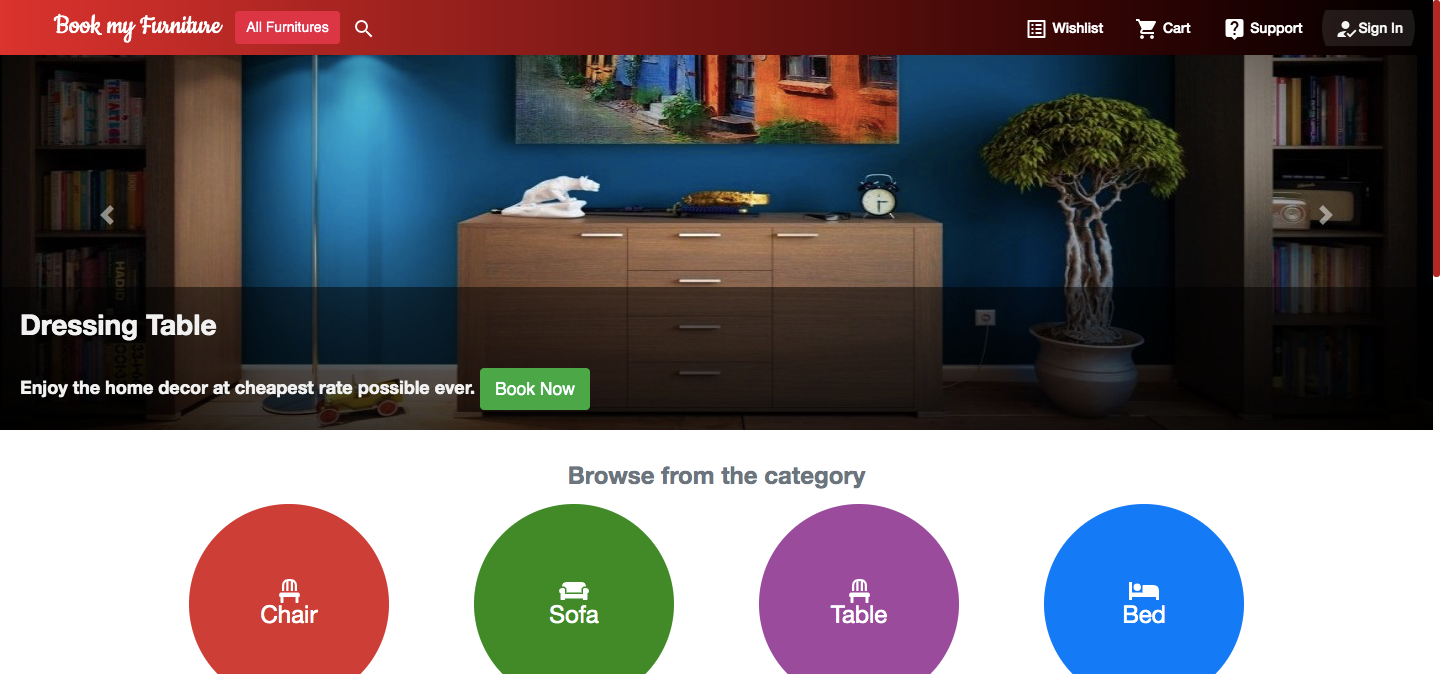 Book my Furniture
All Furnitures
Wishlist
Cart
Support
Sign In
Dressing Table
Enjoy the home decor at cheapest rate possible ever.
Book Now
Browse from the category
Chair
Sofa
Table
Bed